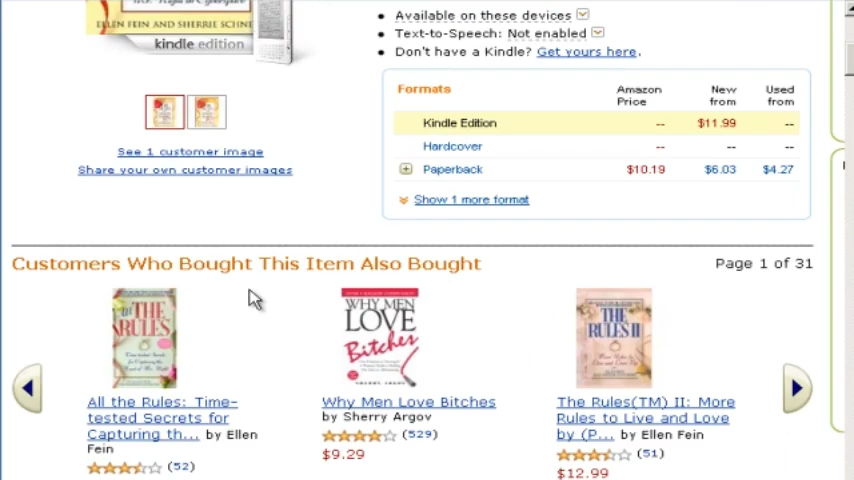 ELLEN FEIN AND SHERRIE SCHNE
kindle edition
See 1 customer image
Share your own customer images
Available on these devices
Text-to-Speech: Not enabled
Don't have a Kindle? Get yours here.
Formats
Amazon Price
New from
Used from
Kindle Edition -- $11.99 --
Hardcover -- -- --
Paperback $10.19 $6.03 $4.27
Show 1 more format
Customers Who Bought This Item Also Bought
Page 1 of 31
THE RULES
WHY MEN LOVE Bitches
THE RULES II
All the Rules: Time-
tested Secrets for
Capturing th... by Ellen
Fein
(52)
Why Men Love Bitches
by Sherry Argov
(529)
$9.29
The Rules(TM) II: More
Rules to Live and Love
by (P... by Ellen Fein
(51)
$12.99